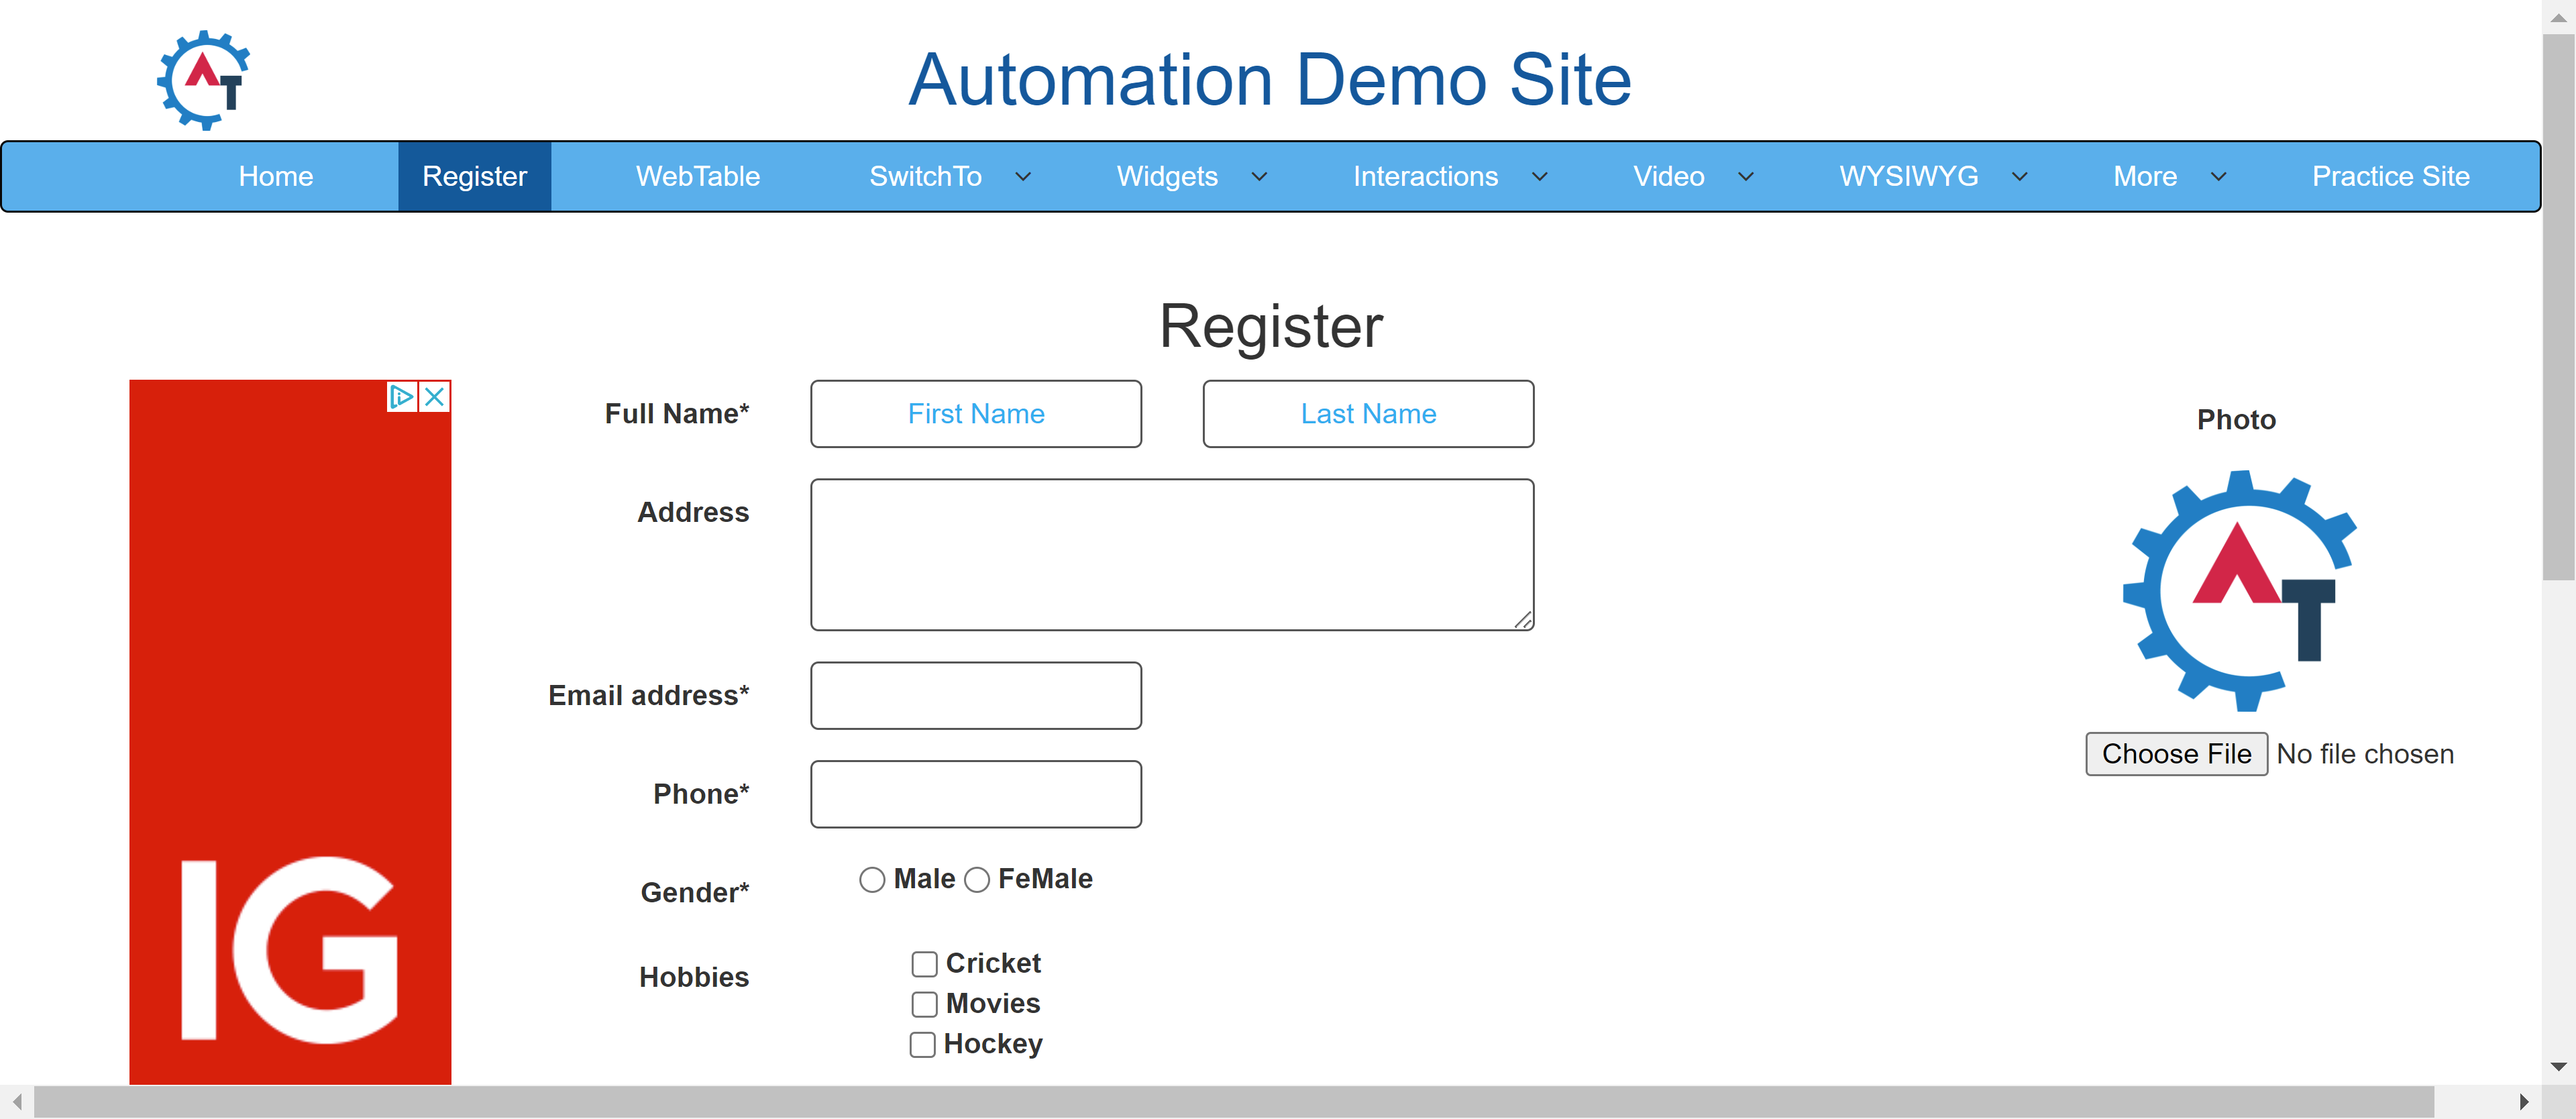 AT
Automation Demo Site
Home Register WebTable SwitchTo Widgets Interactions Video WYSIWYG More Practice Site
Register
Full Name* First Name Last Name
Photo
Address
AT
Email address*
Choose File No file chosen
Phone*
Gender* Male FeMale
Hobbies Cricket
Movies
Hockey
IG